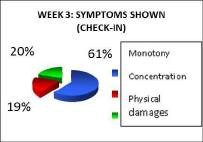 WEEK 3: SYMPTOMS SHOWN
(CHECK-IN)
20%
61%
19%
Monotony
Concentration
Physical
damages